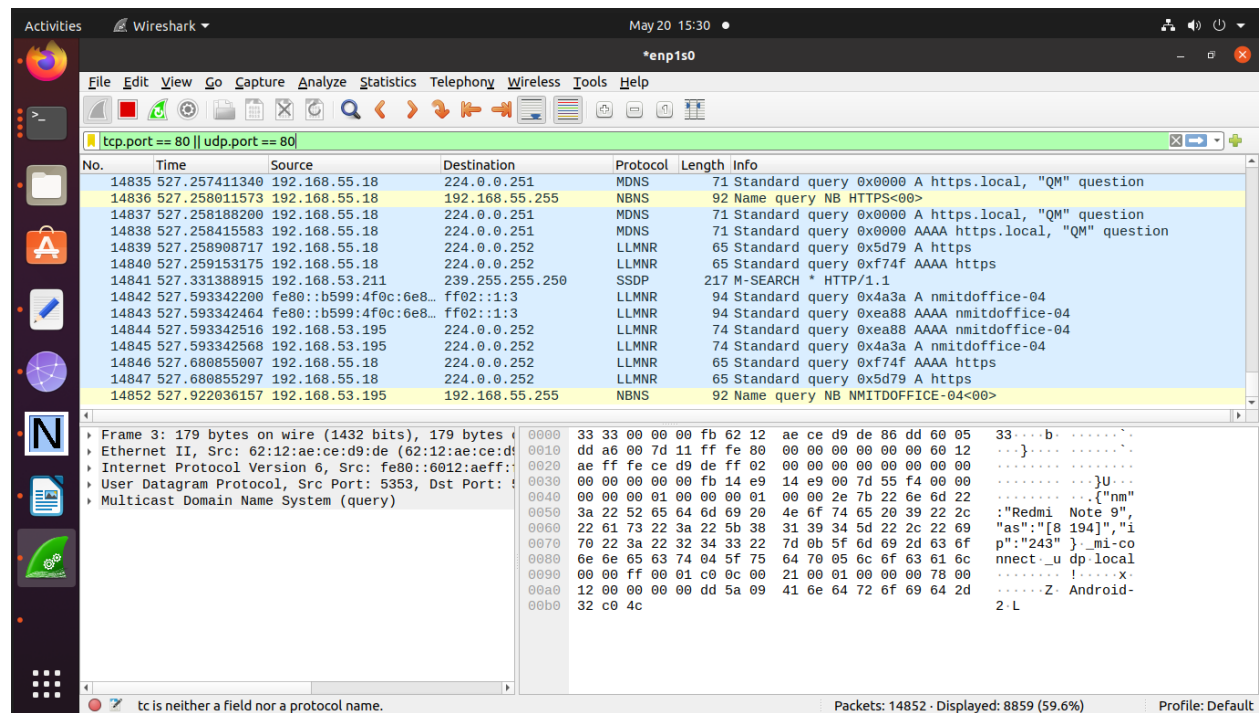 Activities Wireshark May 20 15:30
*enp1s0
File Edit View Go Capture Analyze Statistics Telephony Wireless Tools Help
tcp.port == 80 || udp.port == 80
No. Time Source Destination Protocol Length Info
14835 527.257411340 192.168.55.18 224.0.0.251 MDNS 71 Standard query 0x0000 A https.local, "QM" question
14836 527.258011573 192.168.55.18 192.168.55.255 NBNS 92 Name query NB HTTPS<00>
14837 527.258188200 192.168.55.18 224.0.0.251 MDNS 71 Standard query 0x0000 A https.local, "QM" question
14838 527.258415583 192.168.55.18 224.0.0.251 MDNS 71 Standard query 0x0000 AAAA https.local, "QM" question
14839 527.258908717 192.168.55.18 224.0.0.252 LLMNR 65 Standard query 0x5d79 A https
14840 527.259153175 192.168.55.18 224.0.0.252 LLMNR 65 Standard query 0xf74f AAAA https
14841 527.331388915 192.168.53.211 239.255.255.250 SSDP 217 M-SEARCH * HTTP/1.1
14842 527.593342200 fe80::b599:4f0c:6e8… ff02::1:3 LLMNR 94 Standard query 0x4a3a A nmitdoffice-04
14843 527.593342464 fe80::b599:4f0c:6e8… ff02::1:3 LLMNR 94 Standard query 0xea88 AAAA nmitdoffice-04
14844 527.593342516 192.168.53.195 224.0.0.252 LLMNR 74 Standard query 0xea88 AAAA nmitdoffice-04
14845 527.593342568 192.168.53.195 224.0.0.252 LLMNR 74 Standard query 0x4a3a A nmitdoffice-04
14846 527.680855007 192.168.55.18 224.0.0.252 LLMNR 65 Standard query 0xf74f AAAA https
14847 527.680855297 192.168.55.18 224.0.0.252 LLMNR 65 Standard query 0x5d79 A https
14852 527.922036157 192.168.53.195 192.168.55.255 NBNS 92 Name query NB NMITDOFFICE-04<00>
Frame 3: 179 bytes on wire (1432 bits), 179 bytes
Ethernet II, Src: 62:12:ae:ce:d9:de (62:12:ae:ce:d9
Internet Protocol Version 6, Src: fe80::6012:aeff:
User Datagram Protocol, Src Port: 5353, Dst Port:
Multicast Domain Name System (query)
0000 33 33 00 00 00 fb 62 12 ae ce d9 de 86 dd 60 05 33····b· ······`·
0010 dd a6 00 7d 11 ff fe 80 00 00 00 00 00 00 60 12 ···}···· ······`·
0020 ae ff fe ce d9 de ff 02 00 00 00 00 00 00 00 00 ········ ········
0030 00 00 00 00 00 fb 14 e9 14 e9 00 7d 55 f4 00 00 ········ ···}U···
0040 00 00 00 01 00 00 00 01 00 00 2e 7b 22 6e 6d 22 ········ ··.{"nm"
0050 3a 22 52 65 64 6d 69 20 4e 6f 74 65 20 39 22 2c :"Redmi Note 9",
0060 22 61 73 22 3a 22 5b 38 31 39 34 5d 22 2c 22 69 "as":"[8 194]","i
0070 70 22 3a 22 32 34 33 22 7d 0b 5f 6d 69 2d 63 6f p":"243" }·_mi-co
0080 6e 6e 65 63 74 04 5f 75 64 70 05 6c 6f 63 61 6c nnect·_u dp·local
0090 00 00 ff 00 01 c0 0c 00 21 00 01 00 00 00 78 00 ········ !·····x·
00a0 12 00 00 00 00 dd 5a 09 41 6e 64 72 6f 69 64 2d ······Z· Android-
00b0 32 c0 4c 2·L
tc is neither a field nor a protocol name. Packets: 14852 · Displayed: 8859 (59.6%) Profile: Default